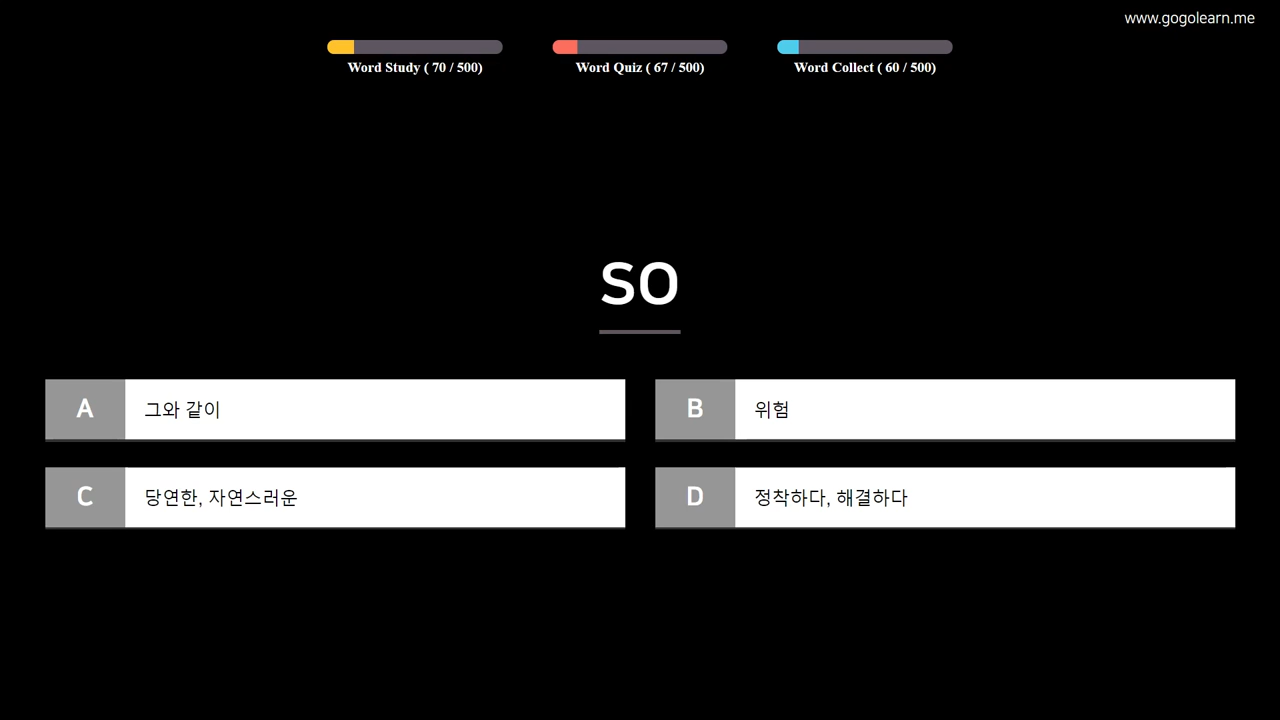 www.gogolearn.me
Word Study ( 70 / 500)
Word Quiz ( 67 / 500)
Word Collect ( 60 / 500)
so
A 그와 같이
B 위험
C 당연한, 자연스러운
D 정착하다, 해결하다